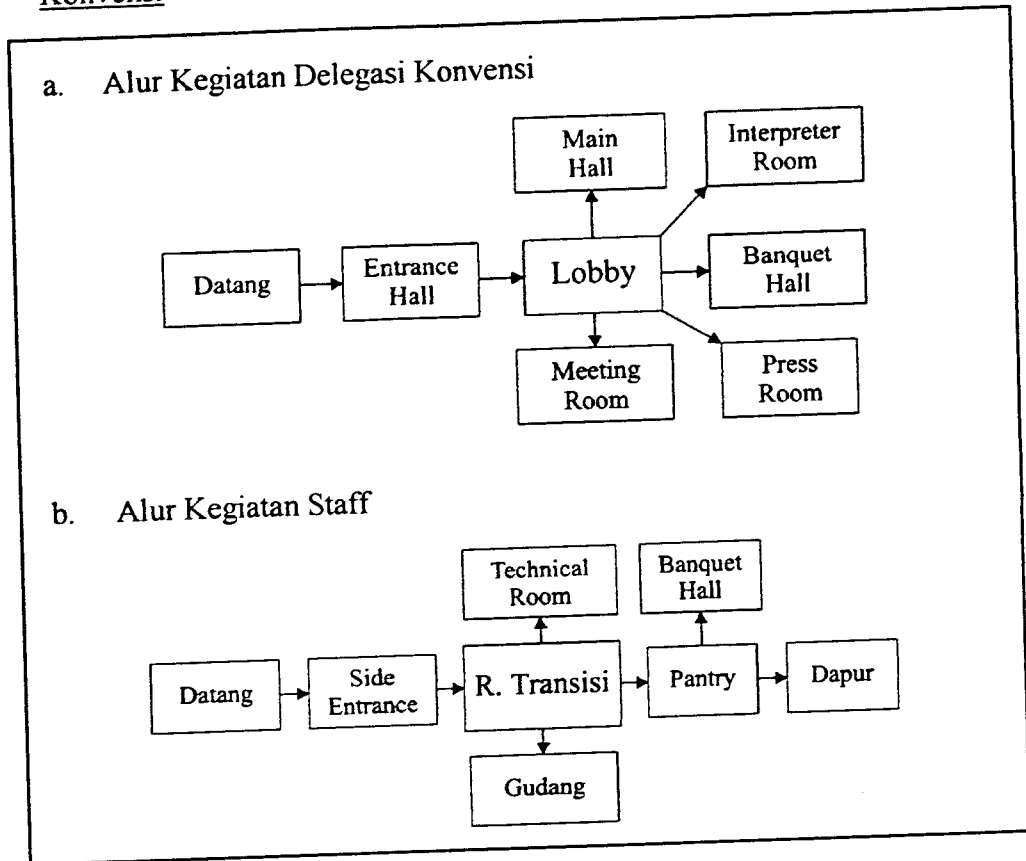 Konvensi
a. Alur Kegiatan Delegasi Konvensi
Main
Hall
Interpreter
Room
Datang
Entrance
Hall
Lobby
Banquet
Hall
Meeting
Room
Press
Room
b. Alur Kegiatan Staff
Technical
Room
Banquet
Hall
Datang
Side
Entrance
R. Transisi
Pantry
Dapur
Gudang